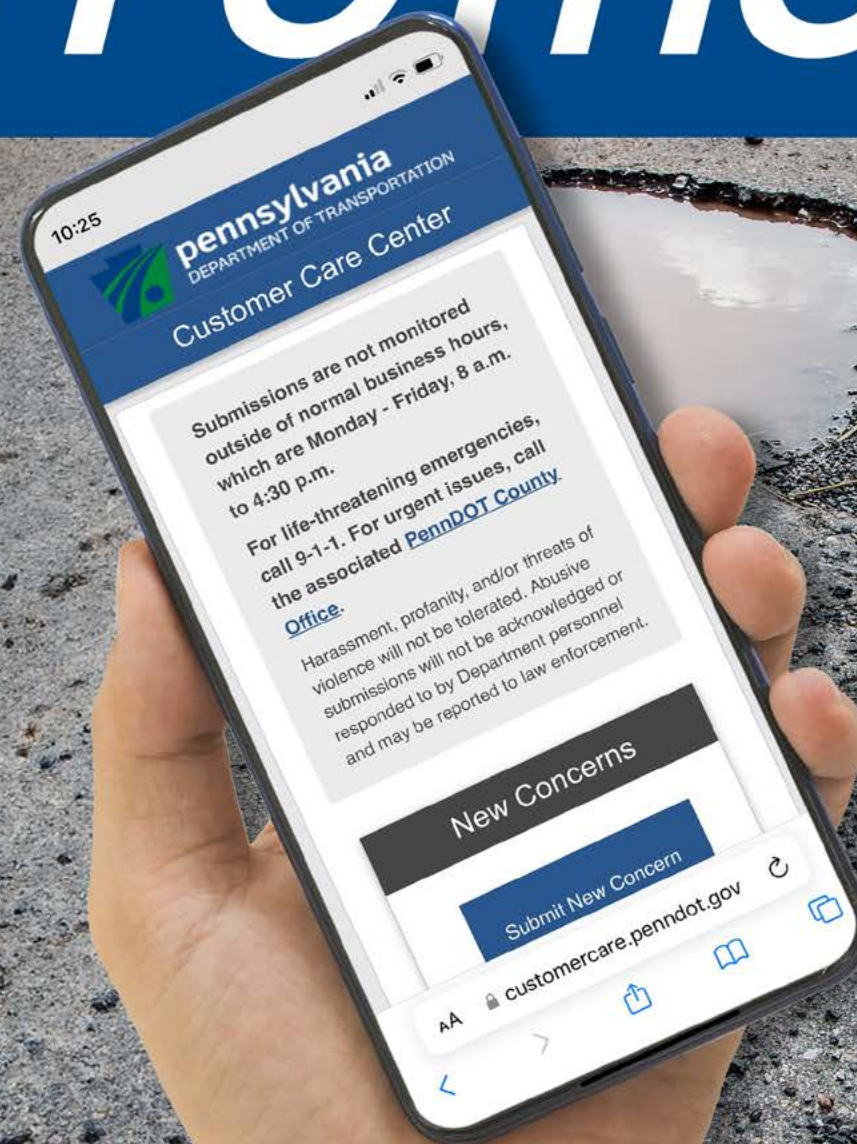 10:25
pennsylvania
DEPARTMENT OF TRANSPORTATION
Customer Care Center
Submissions are not monitored
outside of normal business hours,
which are Monday - Friday, 8 a.m.
to 4:30 p.m.
For life-threatening emergencies,
call 9-1-1. For urgent issues, call
the associated PennDOT County
Office.
Harassment, profanity, and/or threats of
violence will not be tolerated. Abusive
submissions will not be acknowledged or
responded to by Department personnel
and may be reported to law enforcement.
New Concerns
Submit New Concern
AA customercare.penndot.gov